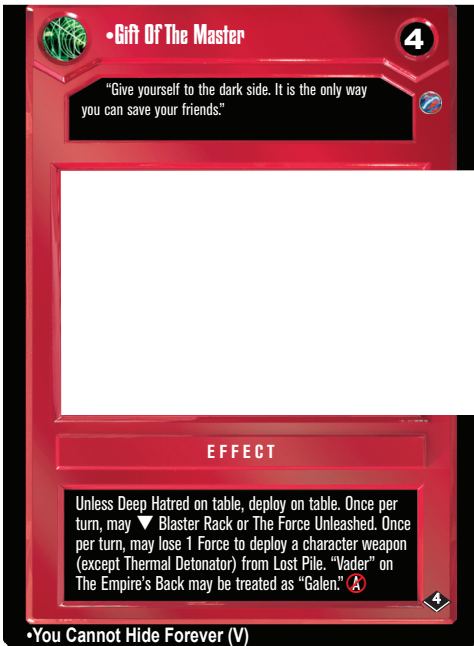 •Gift Of The Master
4
“Give yourself to the dark side. It is the only way
you can save your friends.”
EFFECT
Unless Deep Hatred on table, deploy on table. Once per
turn, may ▼ Blaster Rack or The Force Unleashed. Once
per turn, may lose 1 Force to deploy a character weapon
(except Thermal Detonator) from Lost Pile. “Vader” on
The Empire's Back may be treated as “Galen.” A
4
•You Cannot Hide Forever (V)